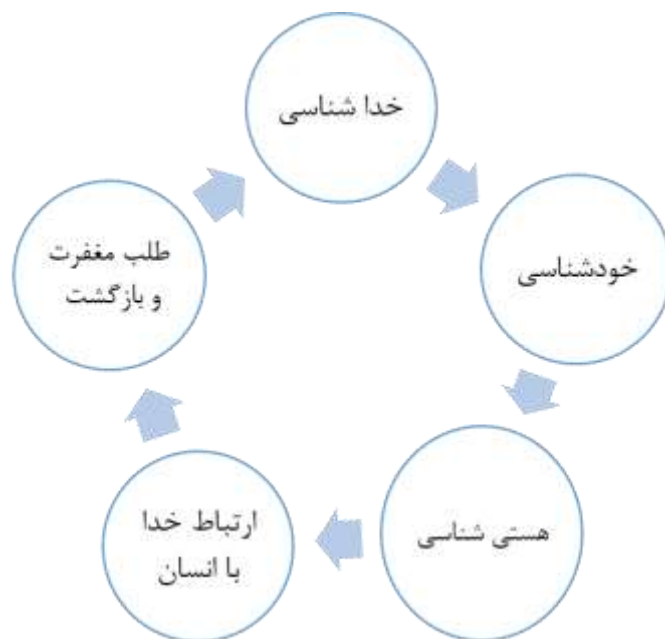 خدا شناسی
خودشناسی
هستی شناسی
ارتباط خدا
با انسان
طلب مغفرت
و بازگشت